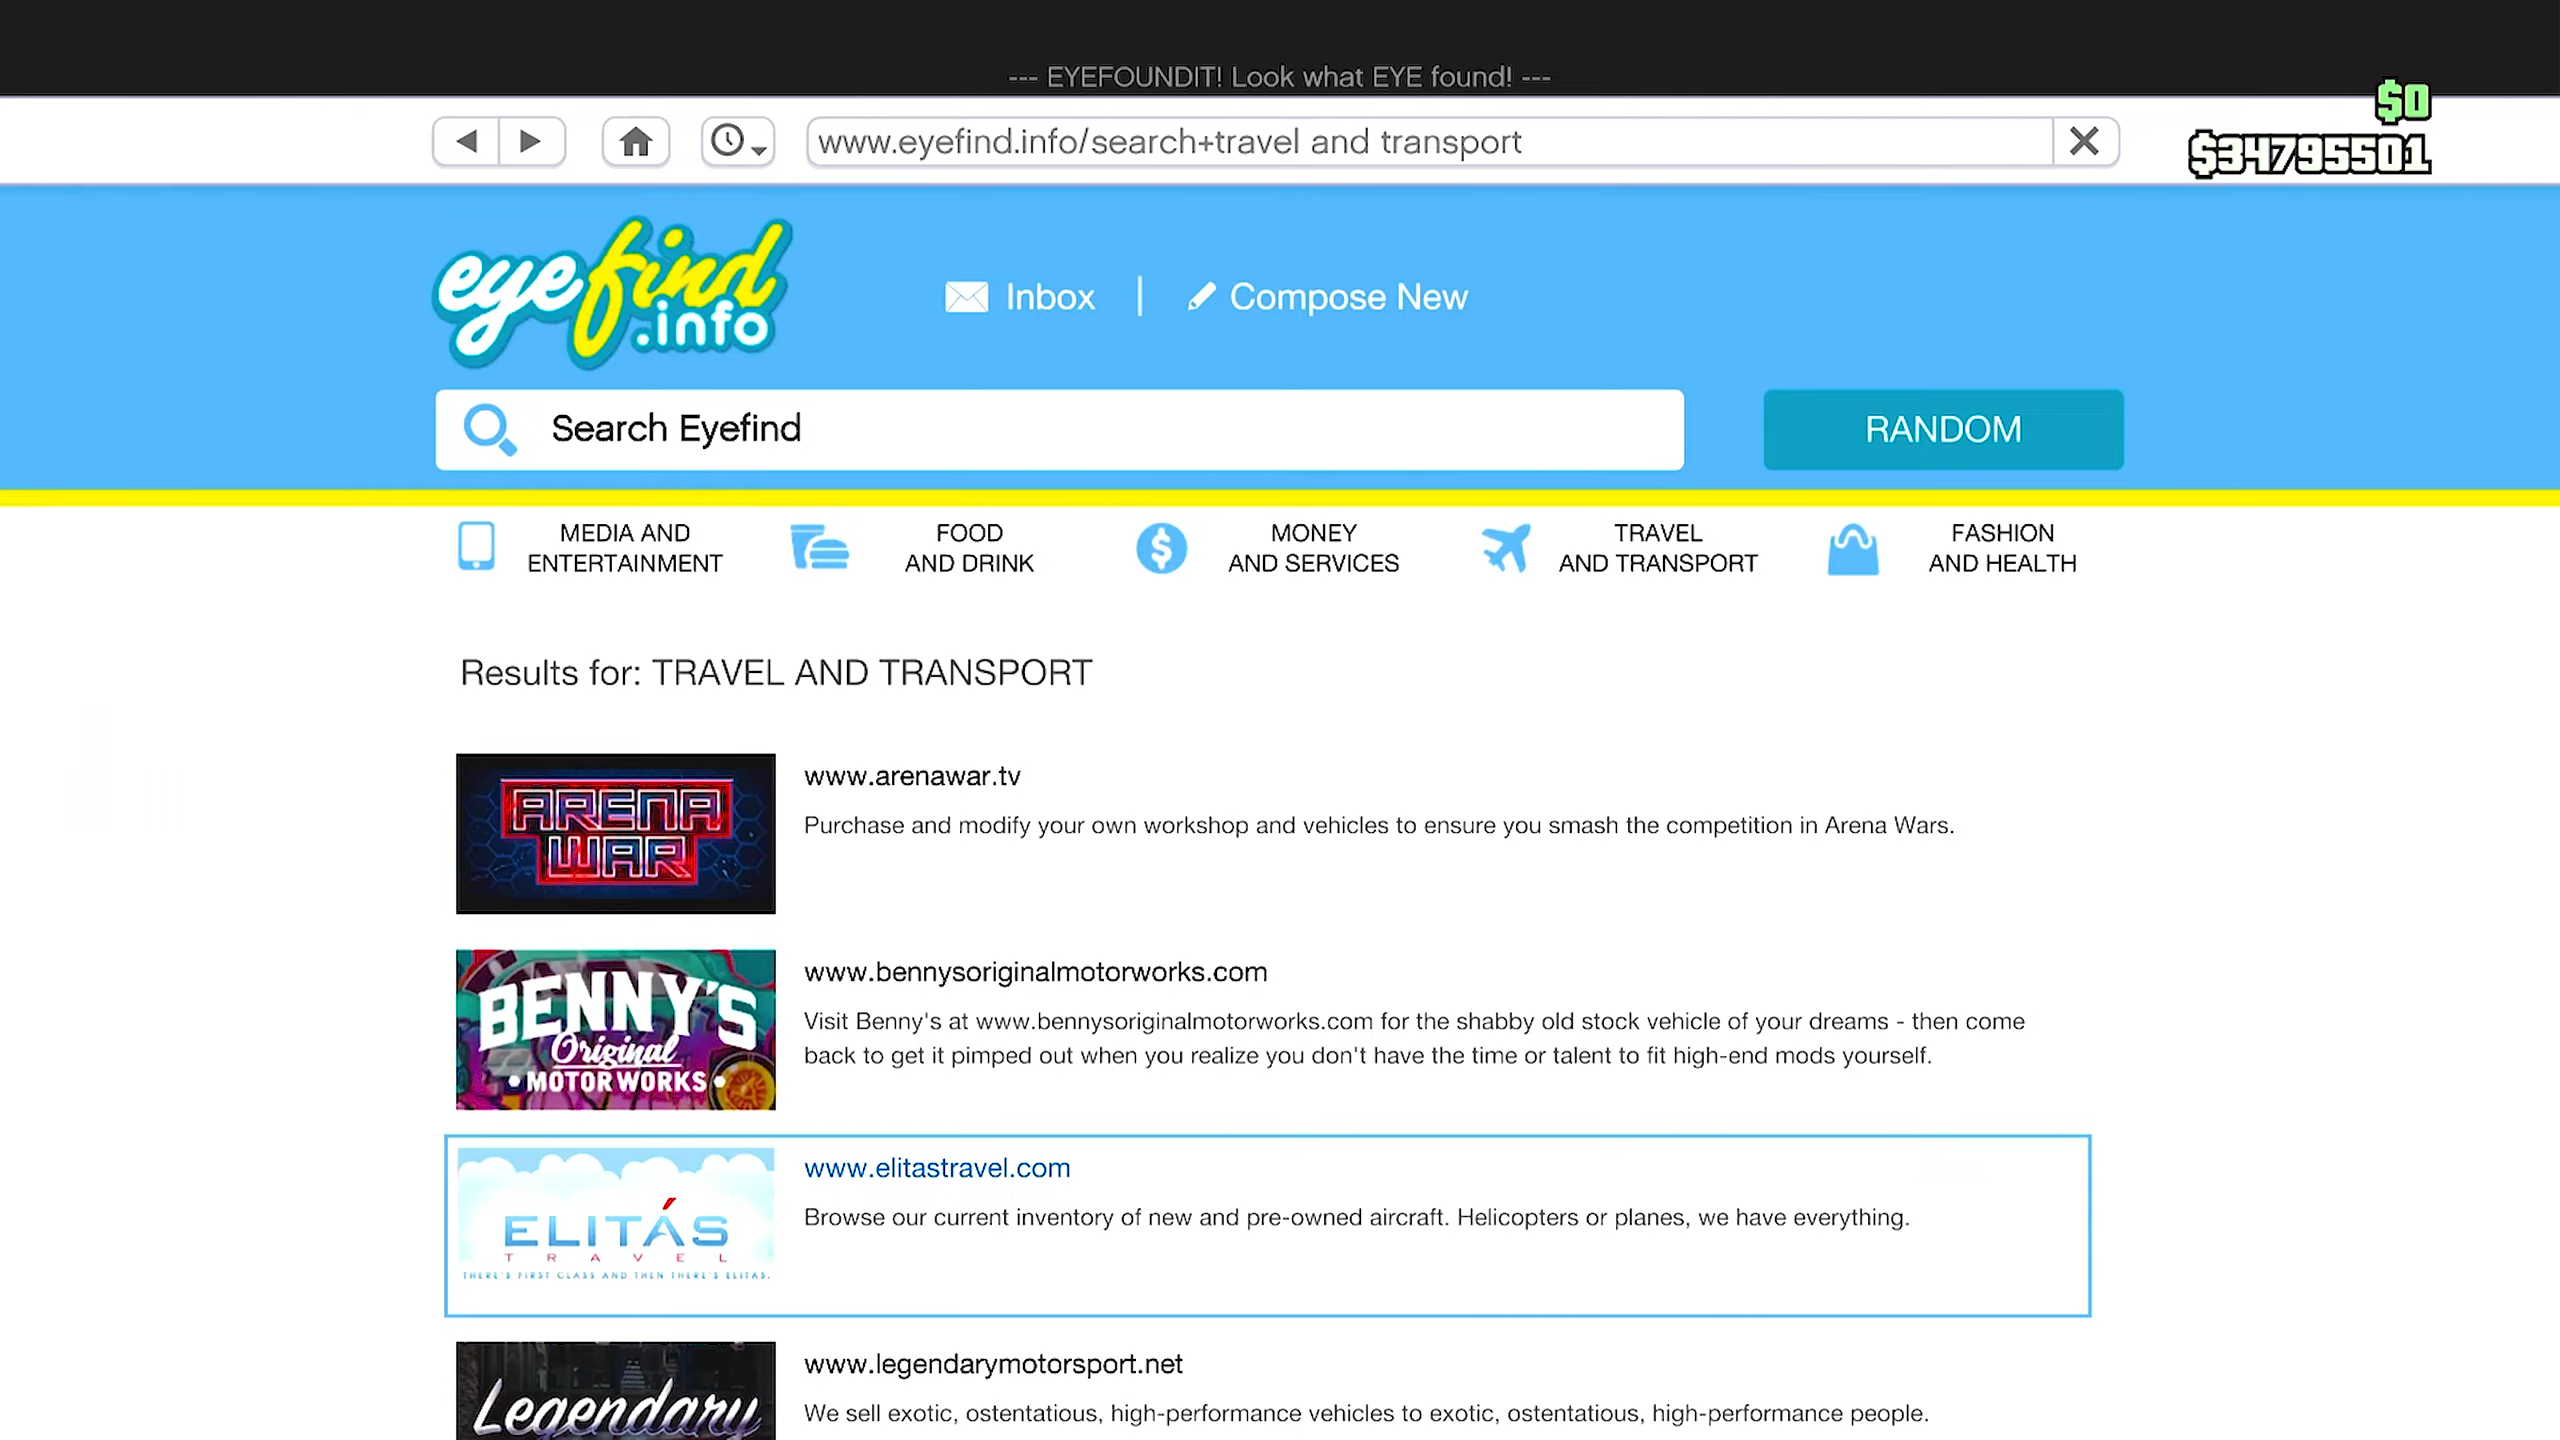 --- EYEFOUNDIT! Look what EYE found! ---
$0
www.eyefind.info/search+travel and transport
$34795501
eyefind
.info
Inbox | Compose New
Search Eyefind
RANDOM
MEDIA AND
ENTERTAINMENT
FOOD
AND DRINK
MONEY
AND SERVICES
TRAVEL
AND TRANSPORT
FASHION
AND HEALTH
Results for: TRAVEL AND TRANSPORT
ARENA
WAR
www.arenawar.tv
Purchase and modify your own workshop and vehicles to ensure you smash the competition in Arena Wars.
BENNY'S
Original
•MOTOR WORKS•
www.bennysoriginalmotorworks.com
Visit Benny's at www.bennysoriginalmotorworks.com for the shabby old stock vehicle of your dreams - then come
back to get it pimped out when you realize you don't have the time or talent to fit high-end mods yourself.
ELITÁS
TRAVEL
THERE'S FIRST CLASS AND THEN THERE'S ELITAS.
www.elitastravel.com
Browse our current inventory of new and pre-owned aircraft. Helicopters or planes, we have everything.
Legendary
www.legendarymotorsport.net
We sell exotic, ostentatious, high-performance vehicles to exotic, ostentatious, high-performance people.